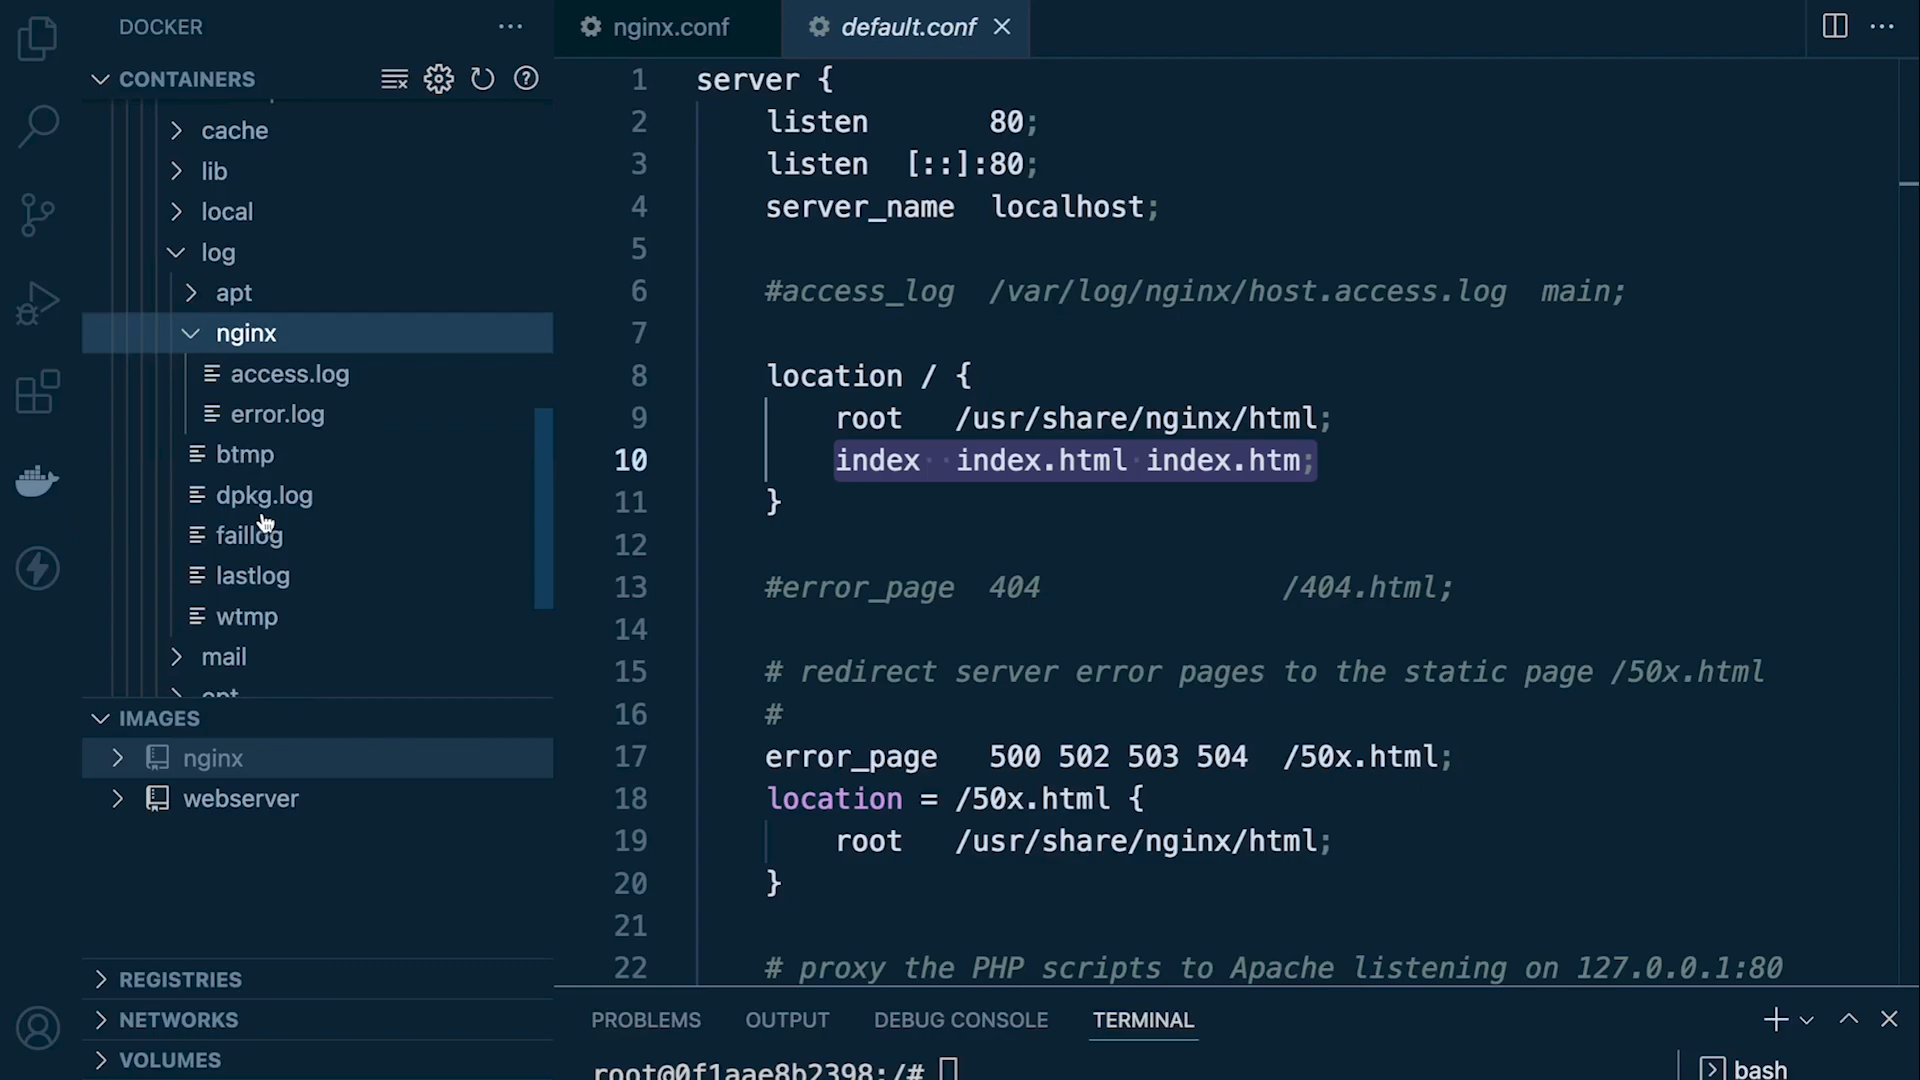 DOCKER
CONTAINERS
cache
lib
local
log
apt
nginx
access.log
error.log
btmp
dpkg.log
faillog
lastlog
wtmp
mail
opt
IMAGES
nginx
webserver
REGISTRIES
NETWORKS
VOLUMES
nginx.conf
default.conf
1 server {
2 listen 80;
3 listen [::]:80;
4 server_name localhost;
5
6 #access_log /var/log/nginx/host.access.log main;
7
8 location / {
9 root /usr/share/nginx/html;
10 index index.html index.htm;
11 }
12
13 #error_page 404 /404.html;
14
15 # redirect server error pages to the static page /50x.html
16 #
17 error_page 500 502 503 504 /50x.html;
18 location = /50x.html {
19 root /usr/share/nginx/html;
20 }
21
22 # proxy the PHP scripts to Apache listening on 127.0.0.1:80
PROBLEMS OUTPUT DEBUG CONSOLE TERMINAL
root@0f1aae8b2398:/#
bash